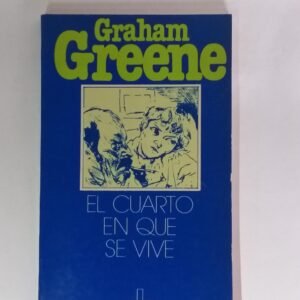 Graham
Greene
EL CUARTO
EN QUE
SE VIVE